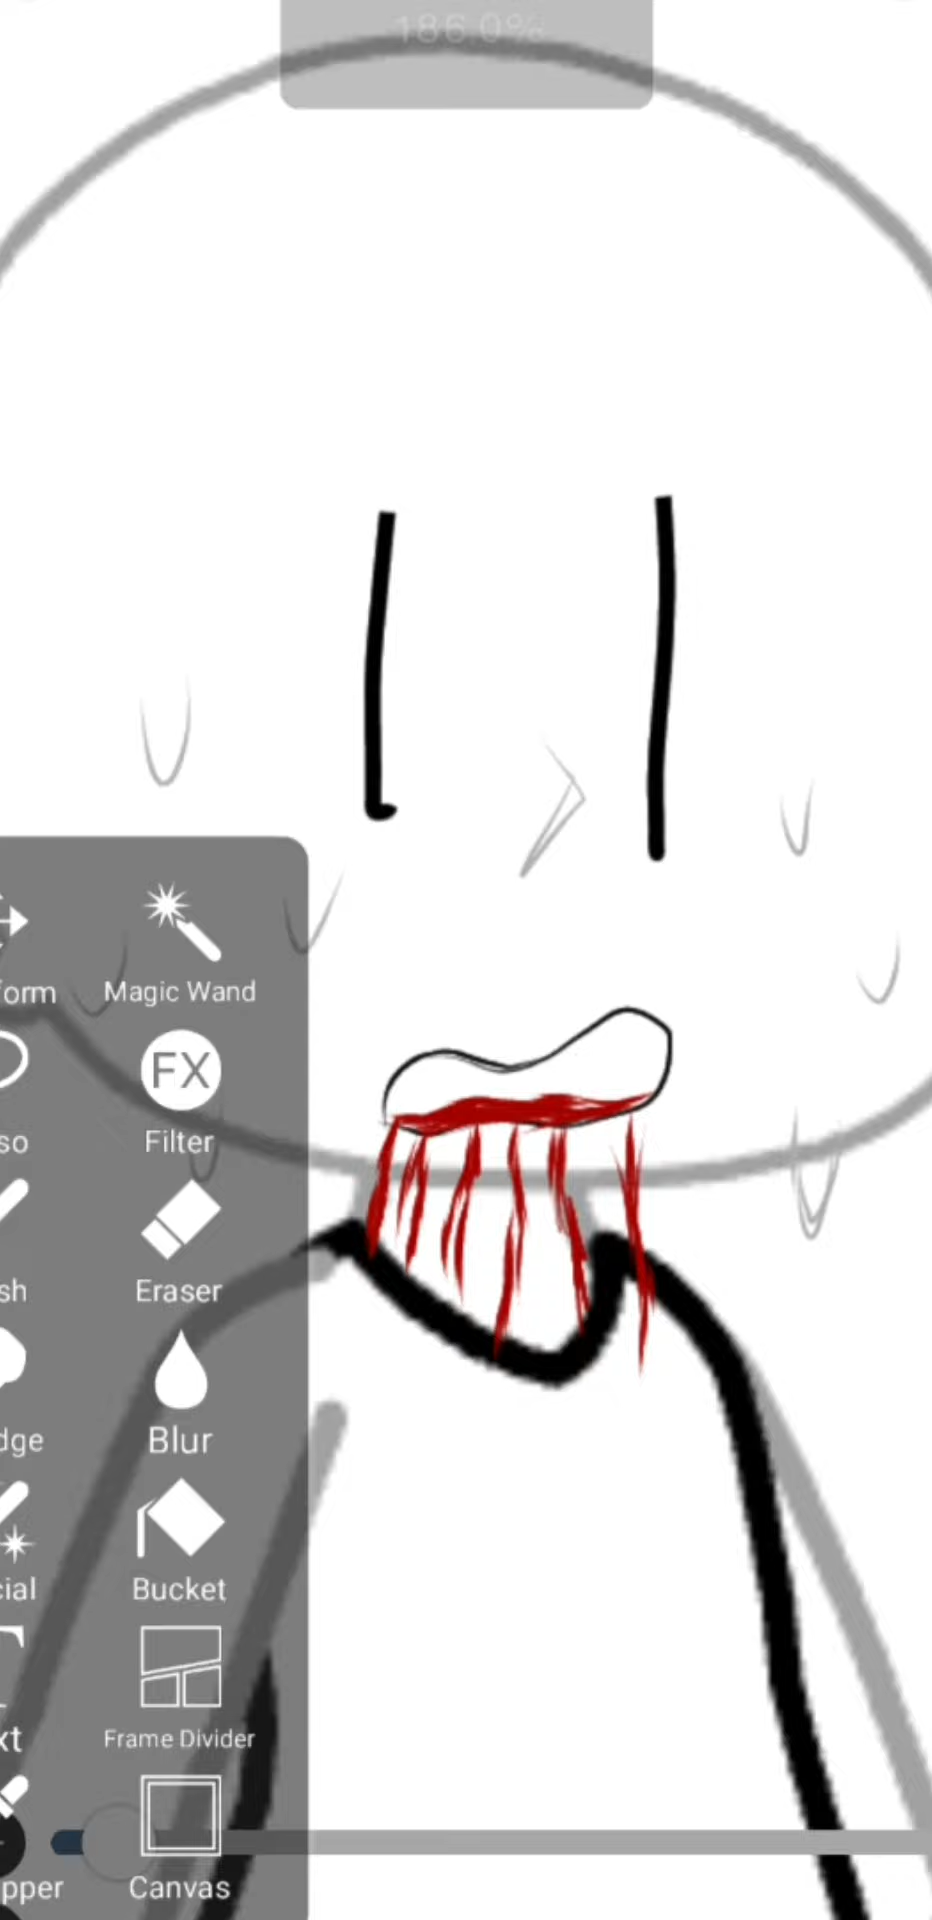 186.0%
form
Magic Wand
FX
so
Filter
sh
Eraser
dge
Blur
cial
Bucket
xt
Frame Divider
pper
Canvas